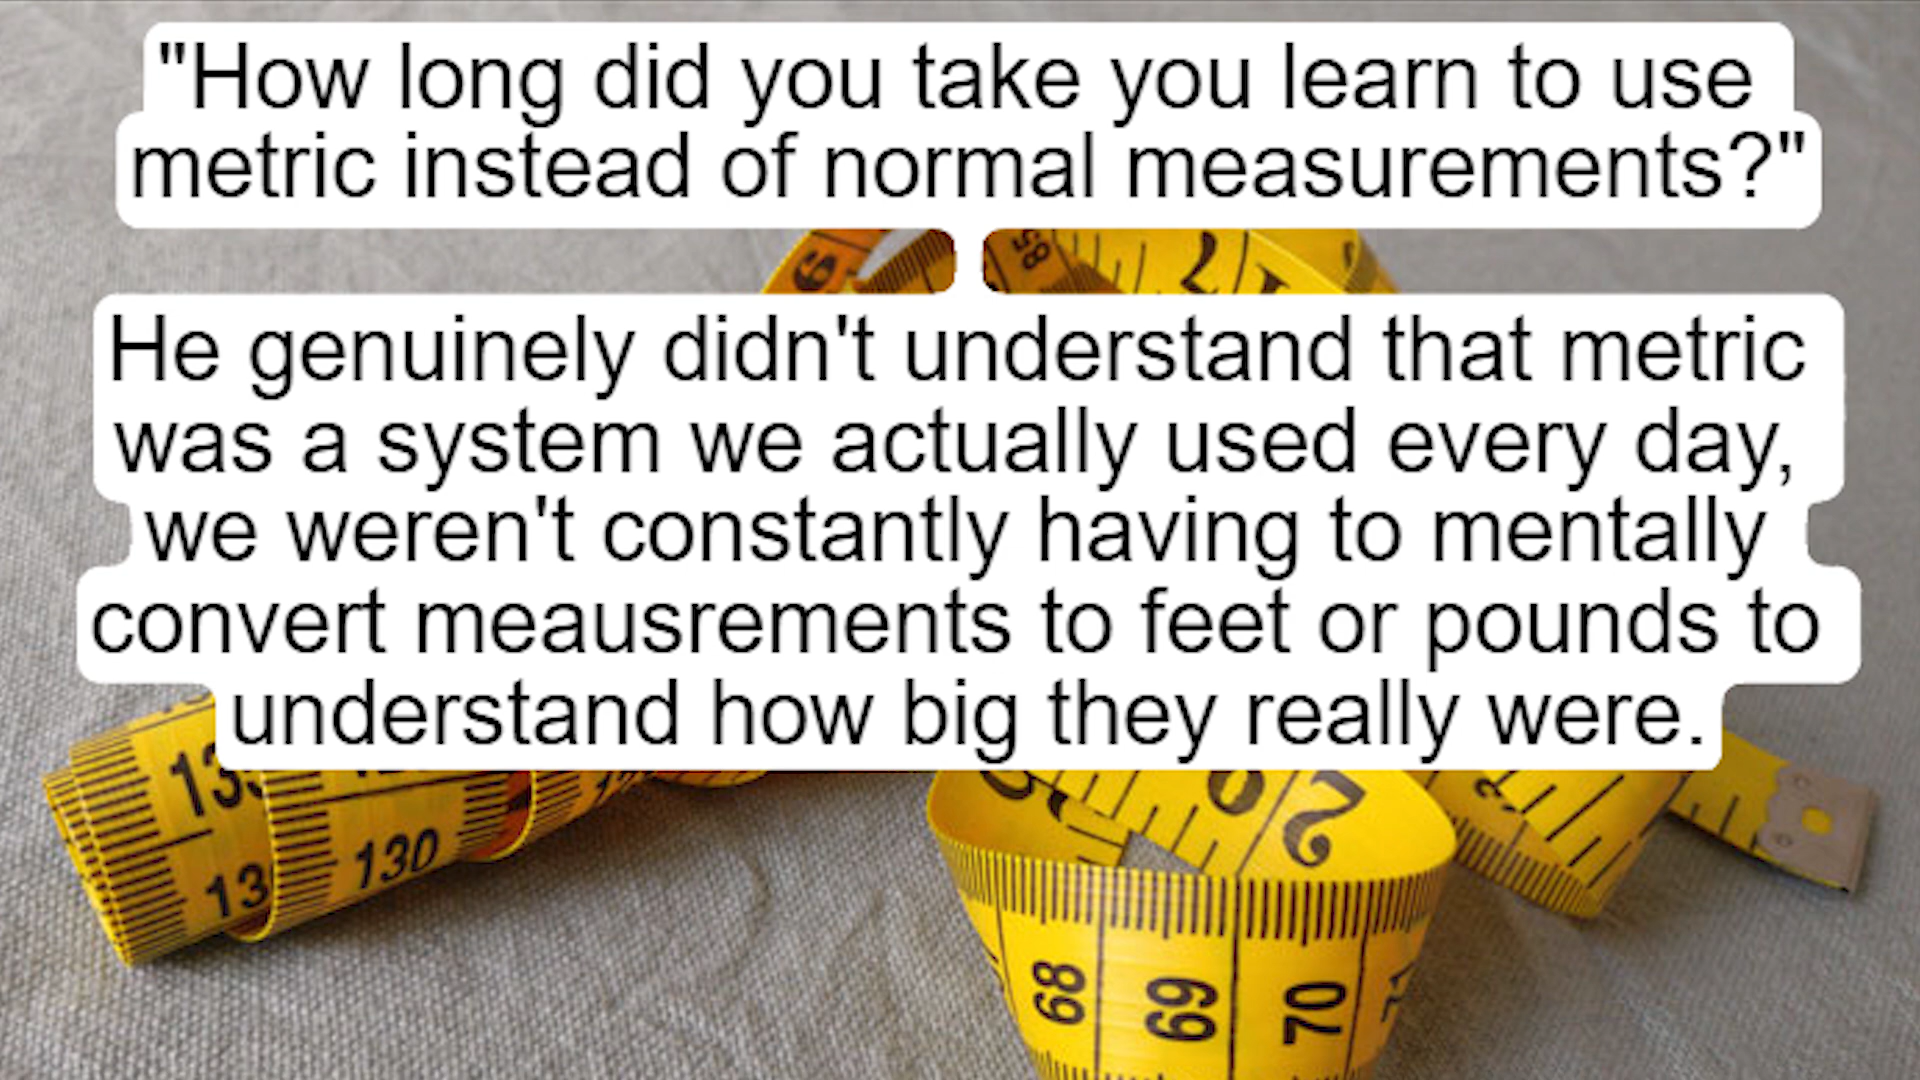 "How long did you take you learn to use
metric instead of normal measurements?"
He genuinely didn't understand that metric
was a system we actually used every day,
we weren't constantly having to mentally
convert meausrements to feet or pounds to
understand how big they really were.
130
68 69 70